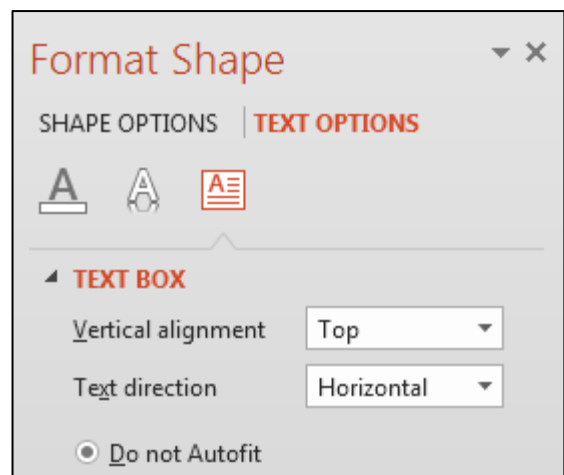 Format Shape
SHAPE OPTIONS TEXT OPTIONS
TEXT BOX
Vertical alignment Top
Text direction Horizontal
Do not Autofit